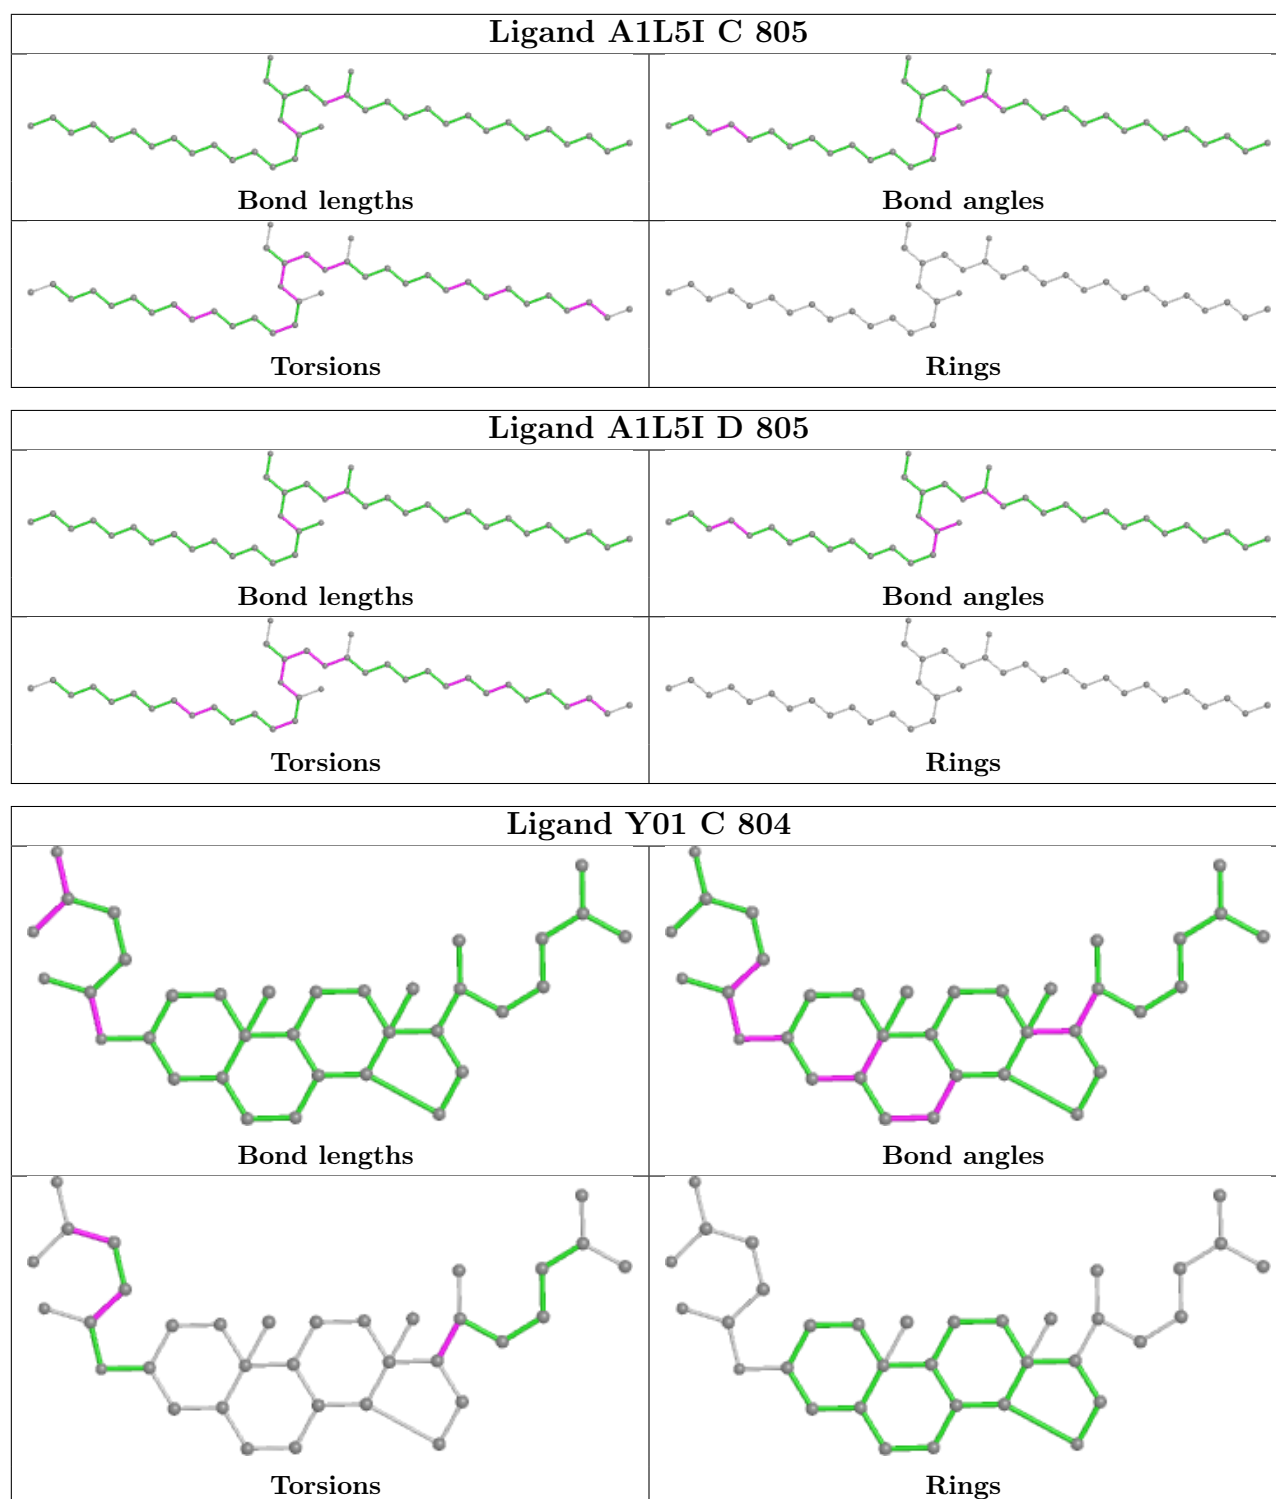 Ligand A1L5I C 805
Bond lengths
Bond angles
Torsions
Rings
Ligand A1L5I D 805
Bond lengths
Bond angles
Torsions
Rings
Ligand Y01 C 804
Bond lengths
Bond angles
Torsions
Rings